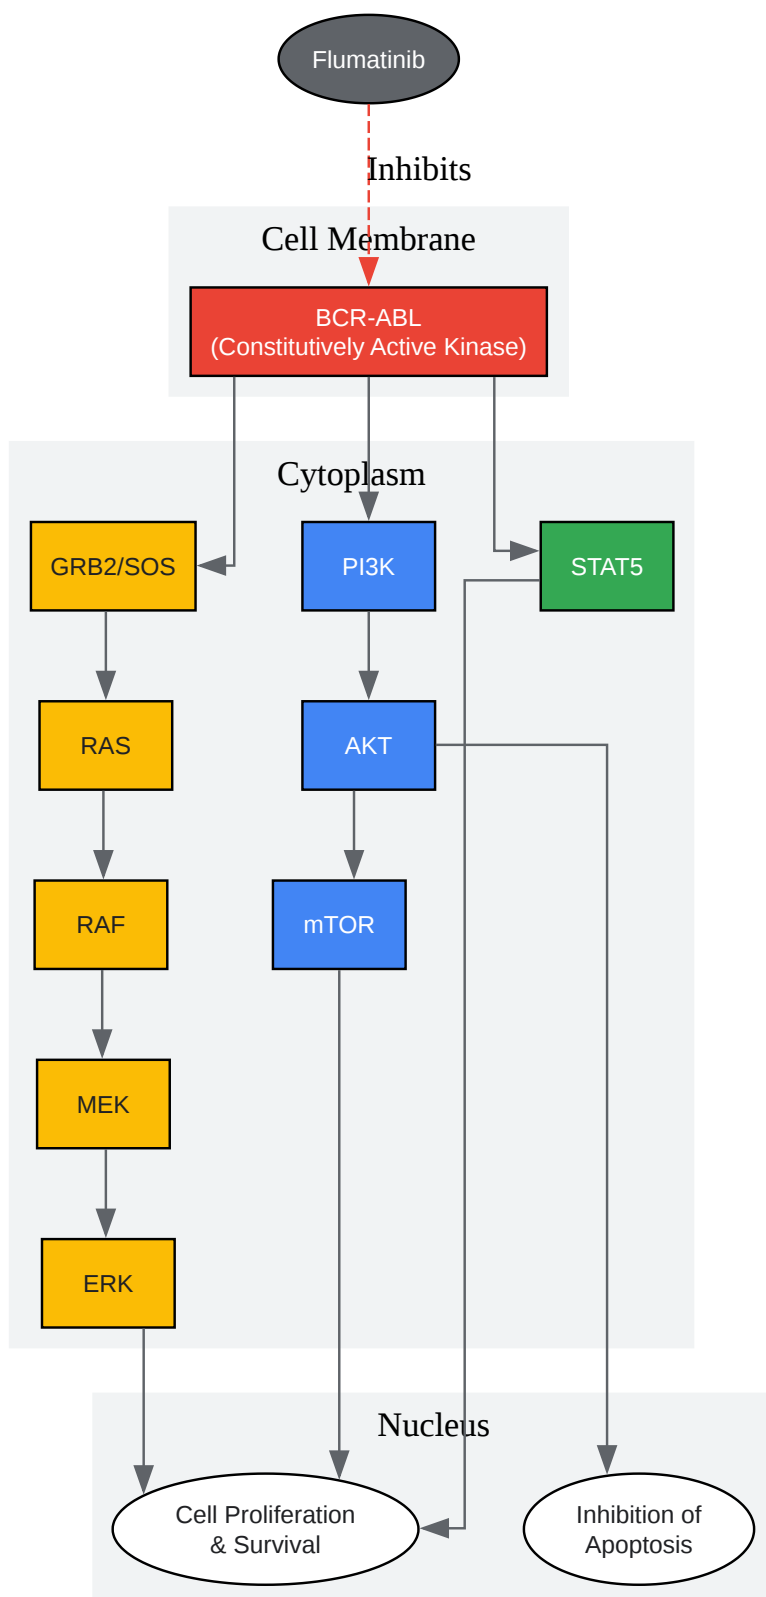 Flumatinib
Inhibits
Cell Membrane
BCR-ABL
(Constitutively Active Kinase)
Cytoplasm
GRB2/SOS
PI3K
STAT5
RAS
AKT
RAF
mTOR
MEK
ERK
Nucleus
Cell Proliferation
& Survival
Inhibition of
Apoptosis